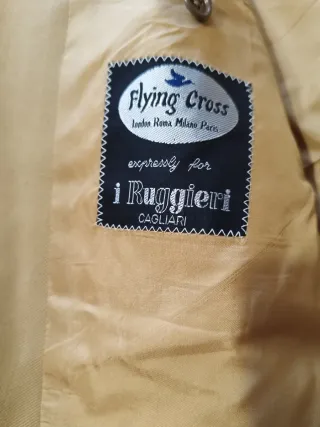 Flying Cross
London Roma Milano Paris
expressly for
i Ruggieri
CAGLIARI